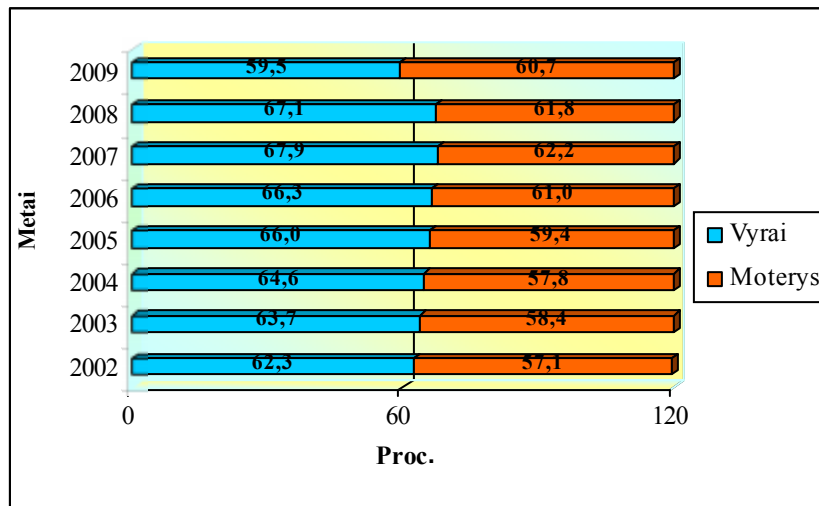 Metai
2009 59,5 60,7
2008 67,1 61,8
2007 67,9 62,2
2006 66,3 61,0
2005 66,0 59,4
2004 64,6 57,8
2003 63,7 58,4
2002 62,3 57,1
0 60 120
Proc.
Vyrai
Moterys